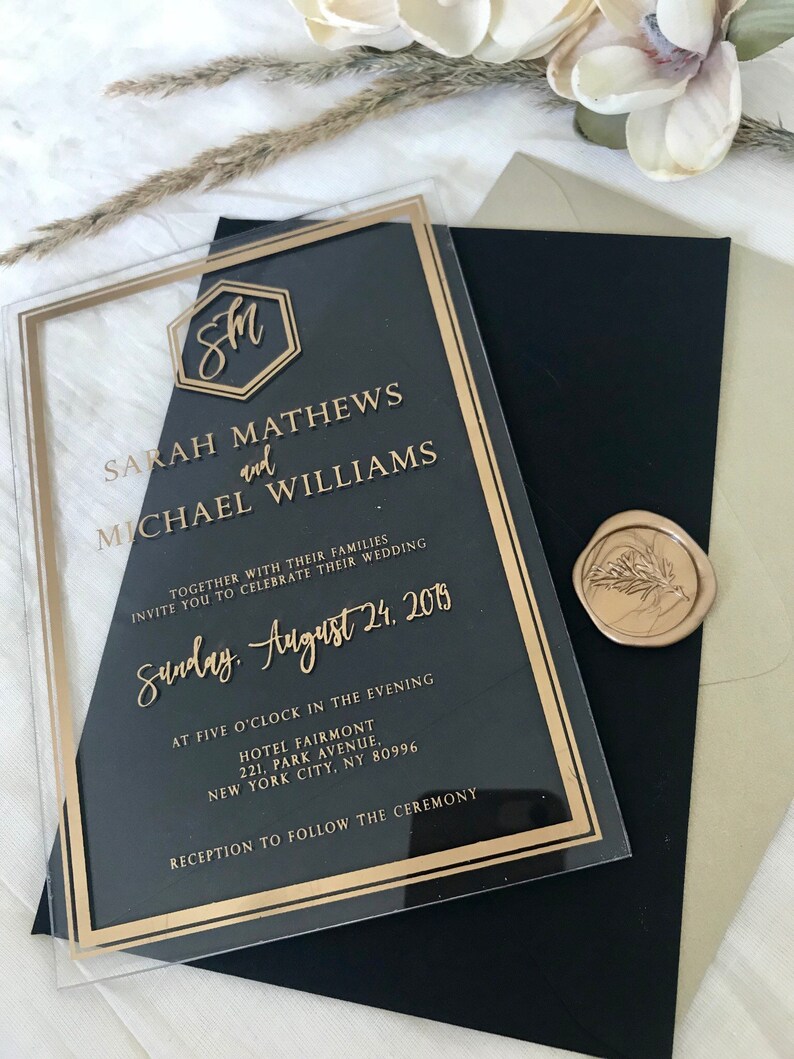 SM
SARAH MATHEWS
and
MICHAEL WILLIAMS
TOGETHER WITH THEIR FAMILIES
INVITE YOU TO CELEBRATE THEIR WEDDING
Sunday, August 24, 2019
AT FIVE O'CLOCK IN THE EVENING
HOTEL FAIRMONT
221, PARK AVENUE,
NEW YORK CITY, NY 80996
RECEPTION TO FOLLOW THE CEREMONY